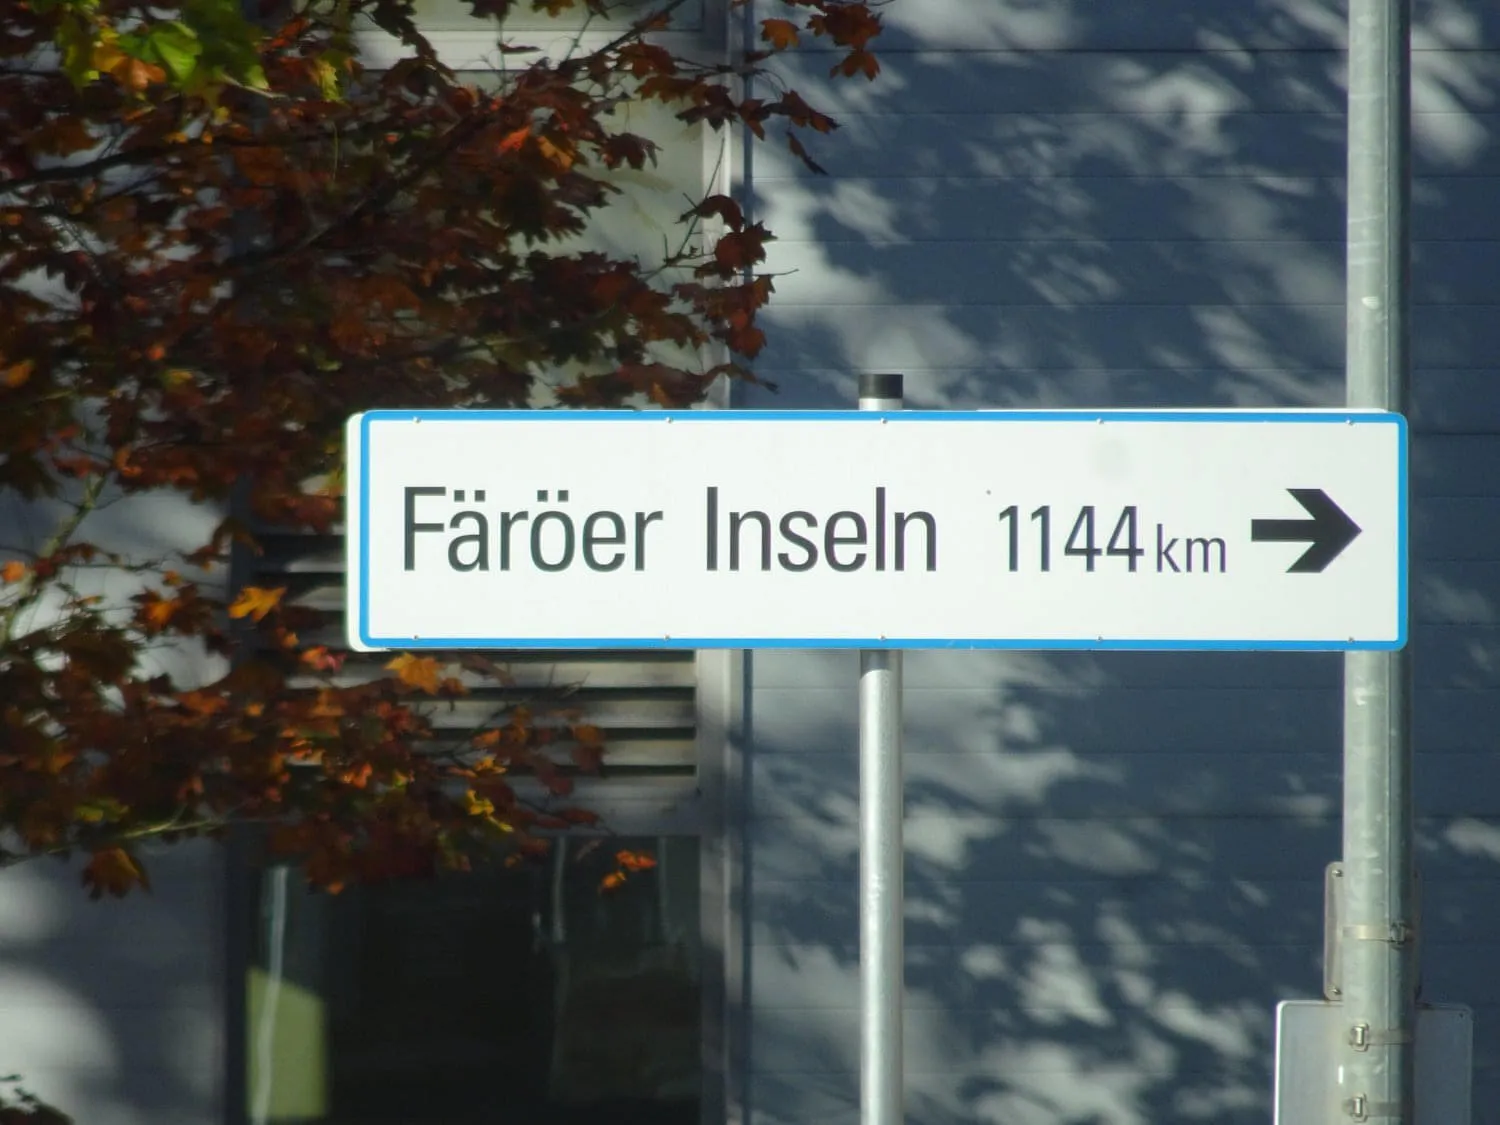 Färöer Inseln 1144 km →